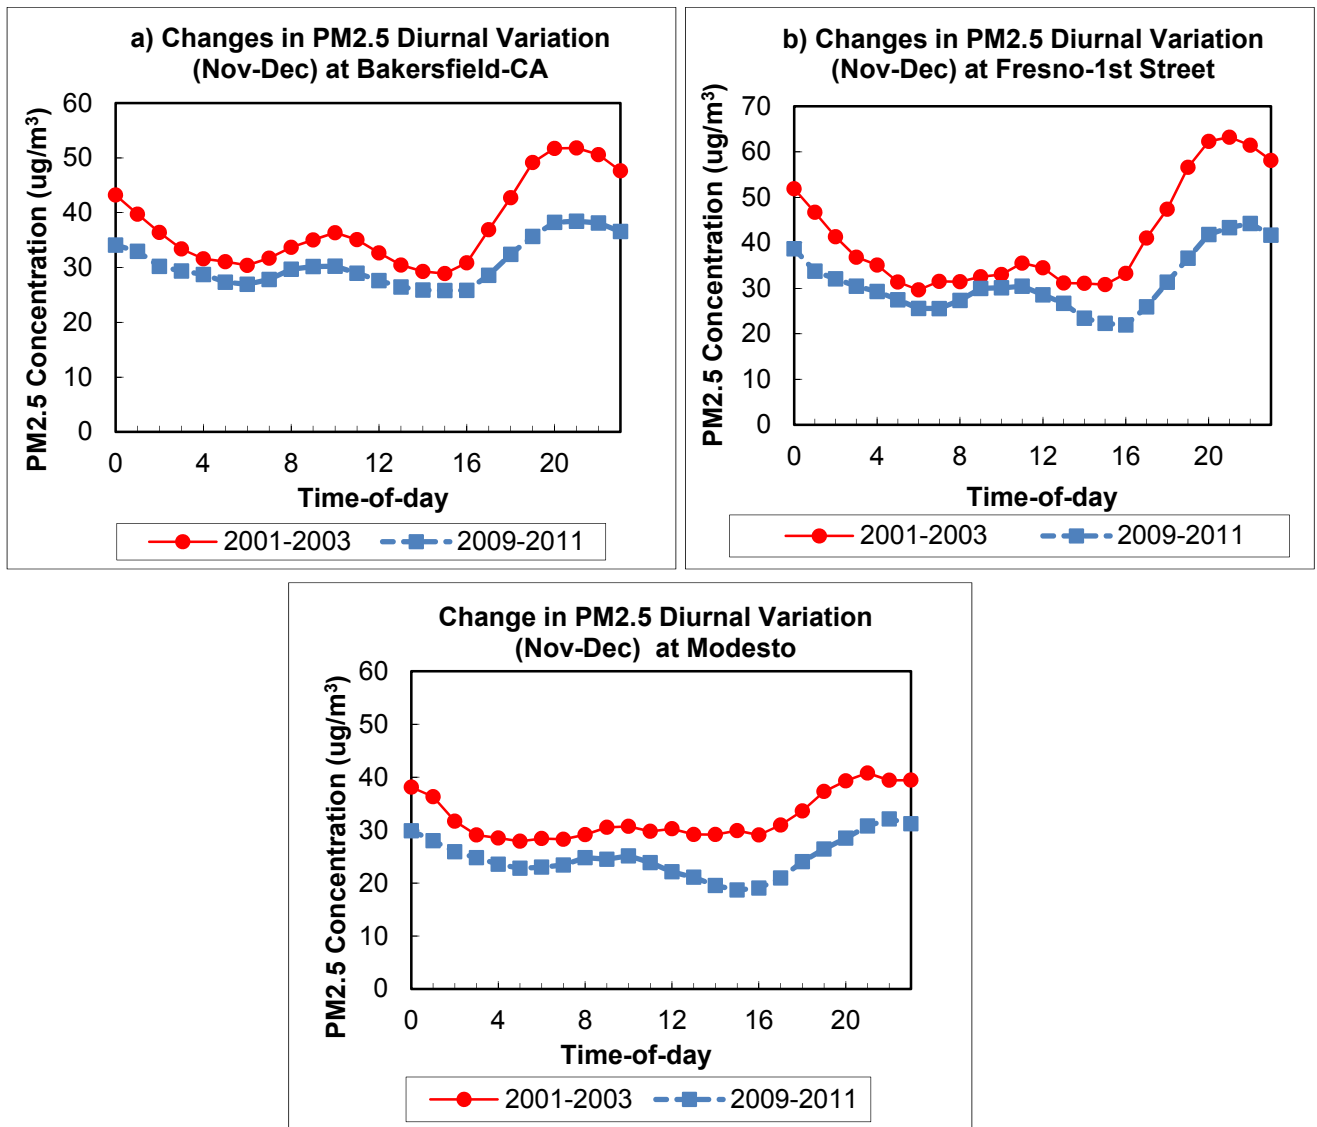 a) Changes in PM2.5 Diurnal Variation
(Nov-Dec) at Bakersfield-CA
PM2.5 Concentration (ug/m³)
60
50
40
30
20
10
0
0 4 8 12 16 20
Time-of-day
2001-2003 2009-2011
b) Changes in PM2.5 Diurnal Variation
(Nov-Dec) at Fresno-1st Street
PM2.5 Concentration (ug/m³)
70
60
50
40
30
20
10
0
0 4 8 12 16 20
Time-of-day
2001-2003 2009-2011
Change in PM2.5 Diurnal Variation
(Nov-Dec) at Modesto
PM2.5 Concentration (ug/m³)
60
50
40
30
20
10
0
0 4 8 12 16 20
Time-of-day
2001-2003 2009-2011